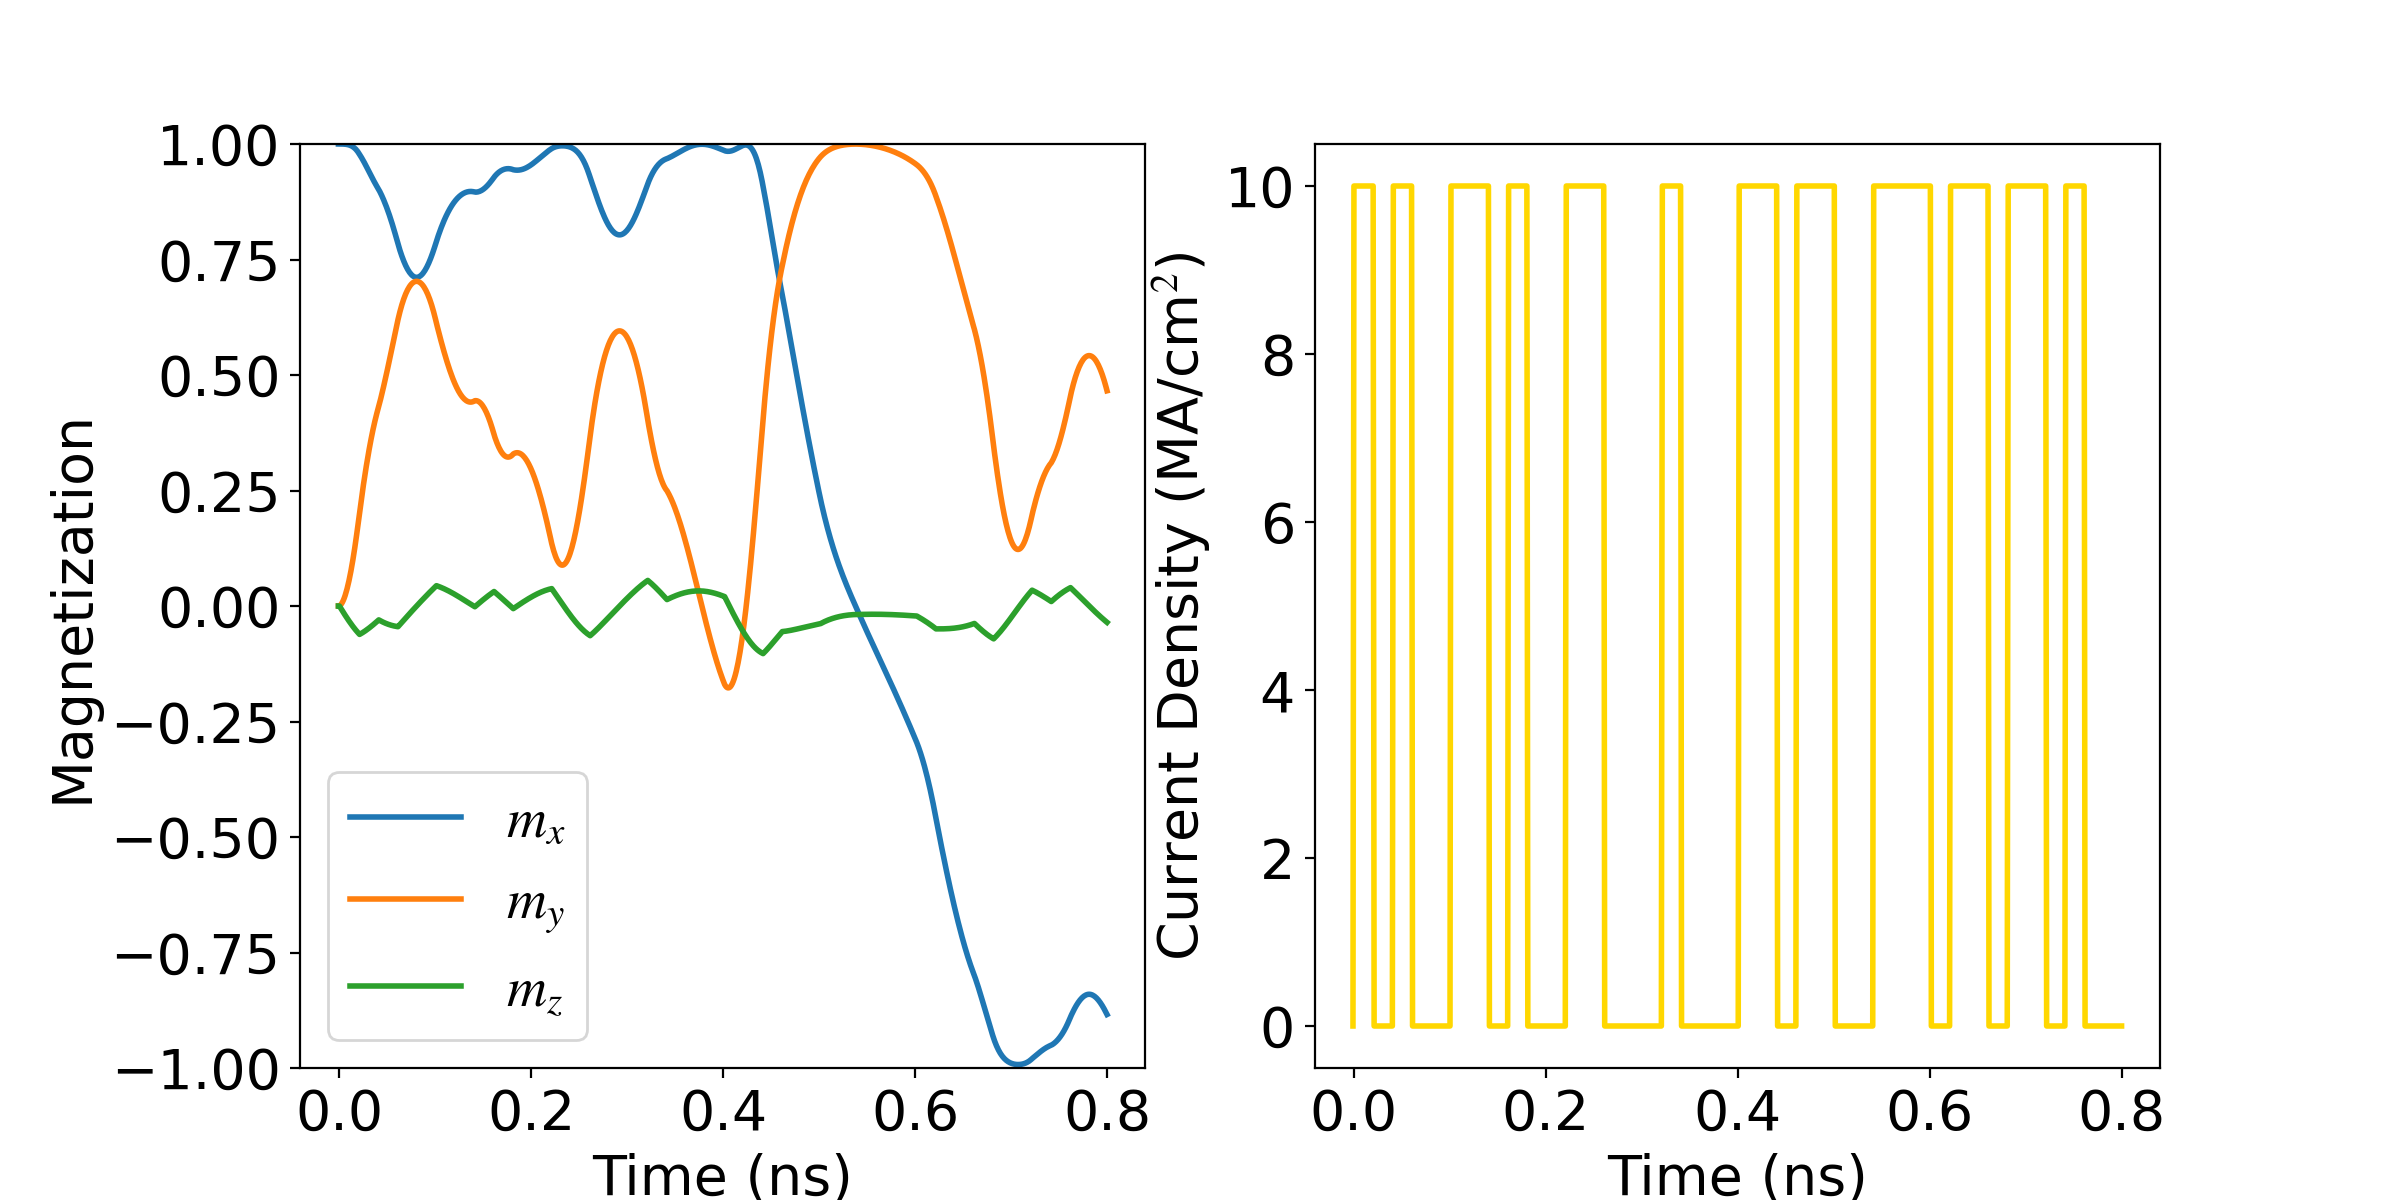 Magnetization
1.00
0.75
0.50
0.25
0.00
−0.25
−0.50
−0.75
−1.00
m_x
m_y
m_z
0.0 0.2 0.4 0.6 0.8
Time (ns)
Current Density (MA/cm²)
10
8
6
4
2
0
0.0 0.2 0.4 0.6 0.8
Time (ns)